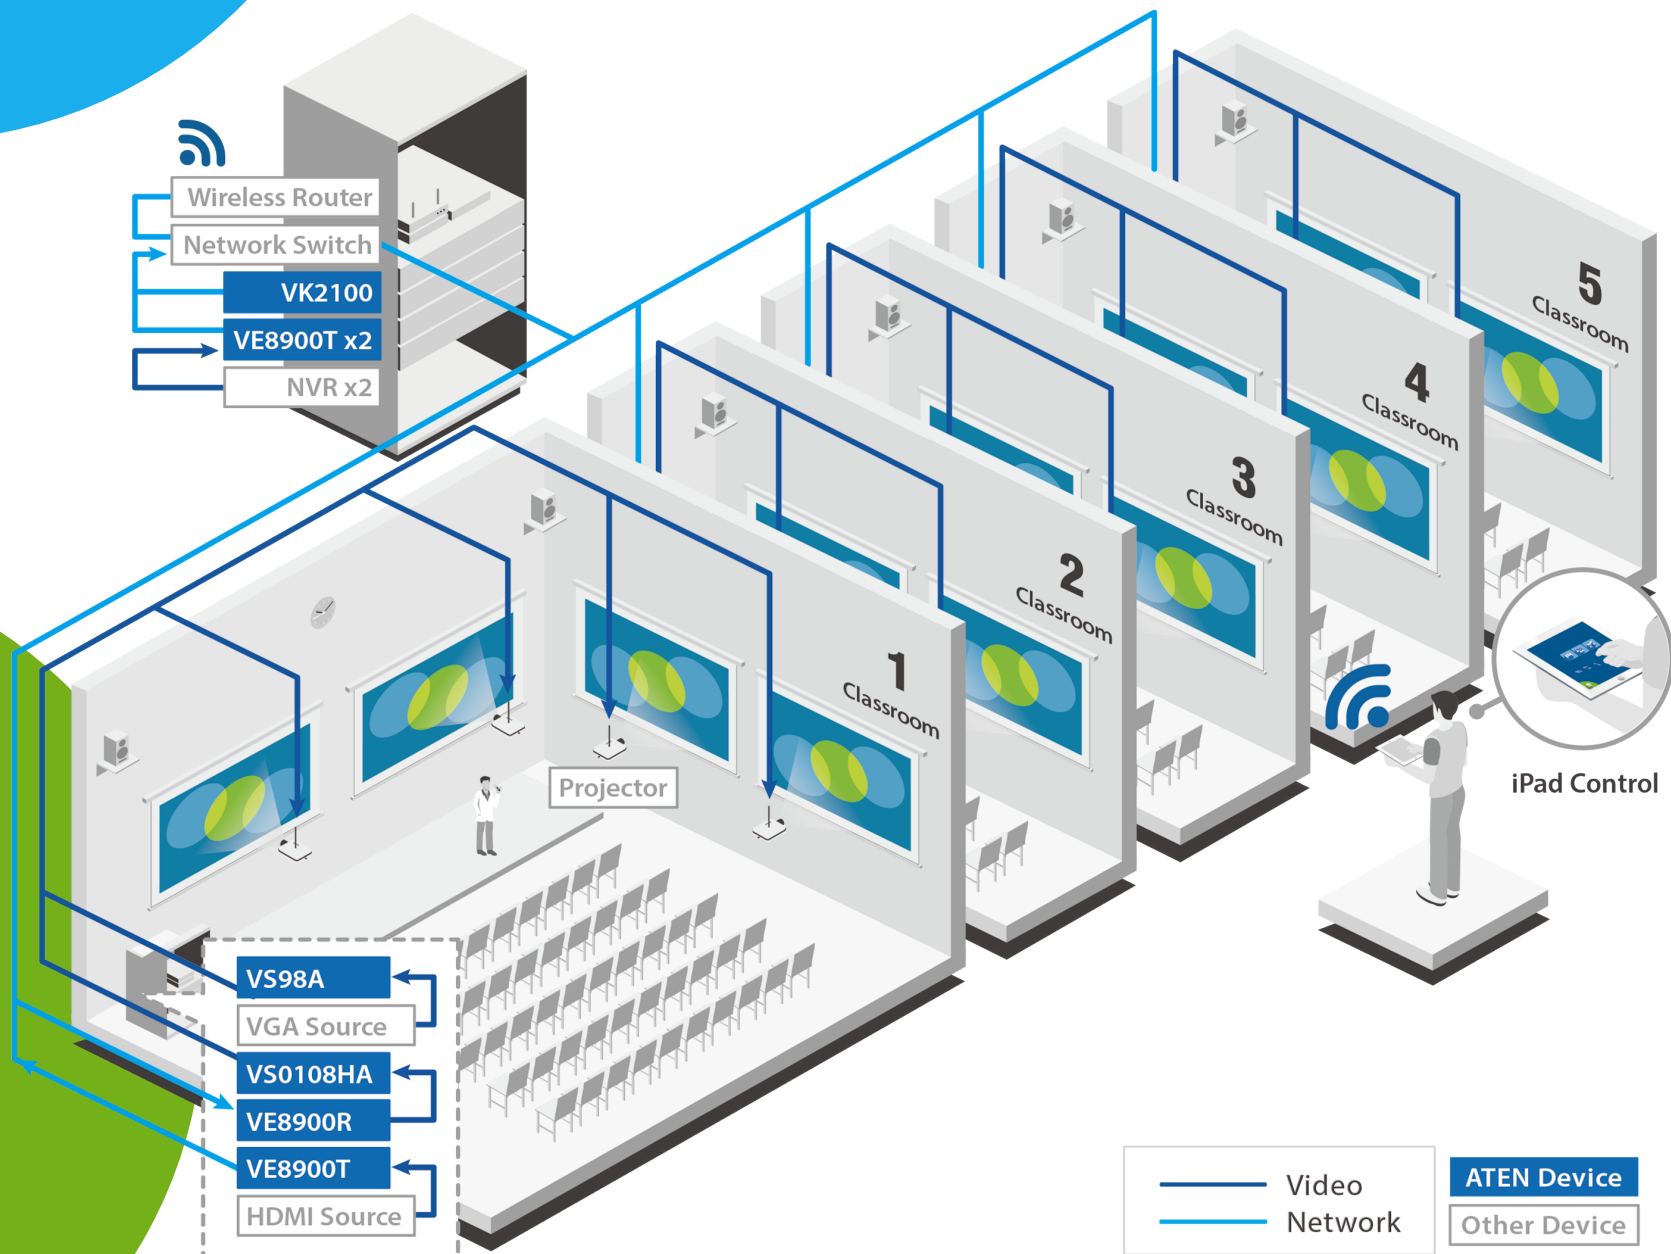 Wireless Router
Network Switch
VK2100
VE8900T x2
NVR x2
5
Classroom
4
Classroom
3
Classroom
2
Classroom
1
Classroom
Projector
iPad Control
VS98A
VGA Source
VS0108HA
VE8900R
VE8900T
HDMI Source
Video
Network
ATEN Device
Other Device